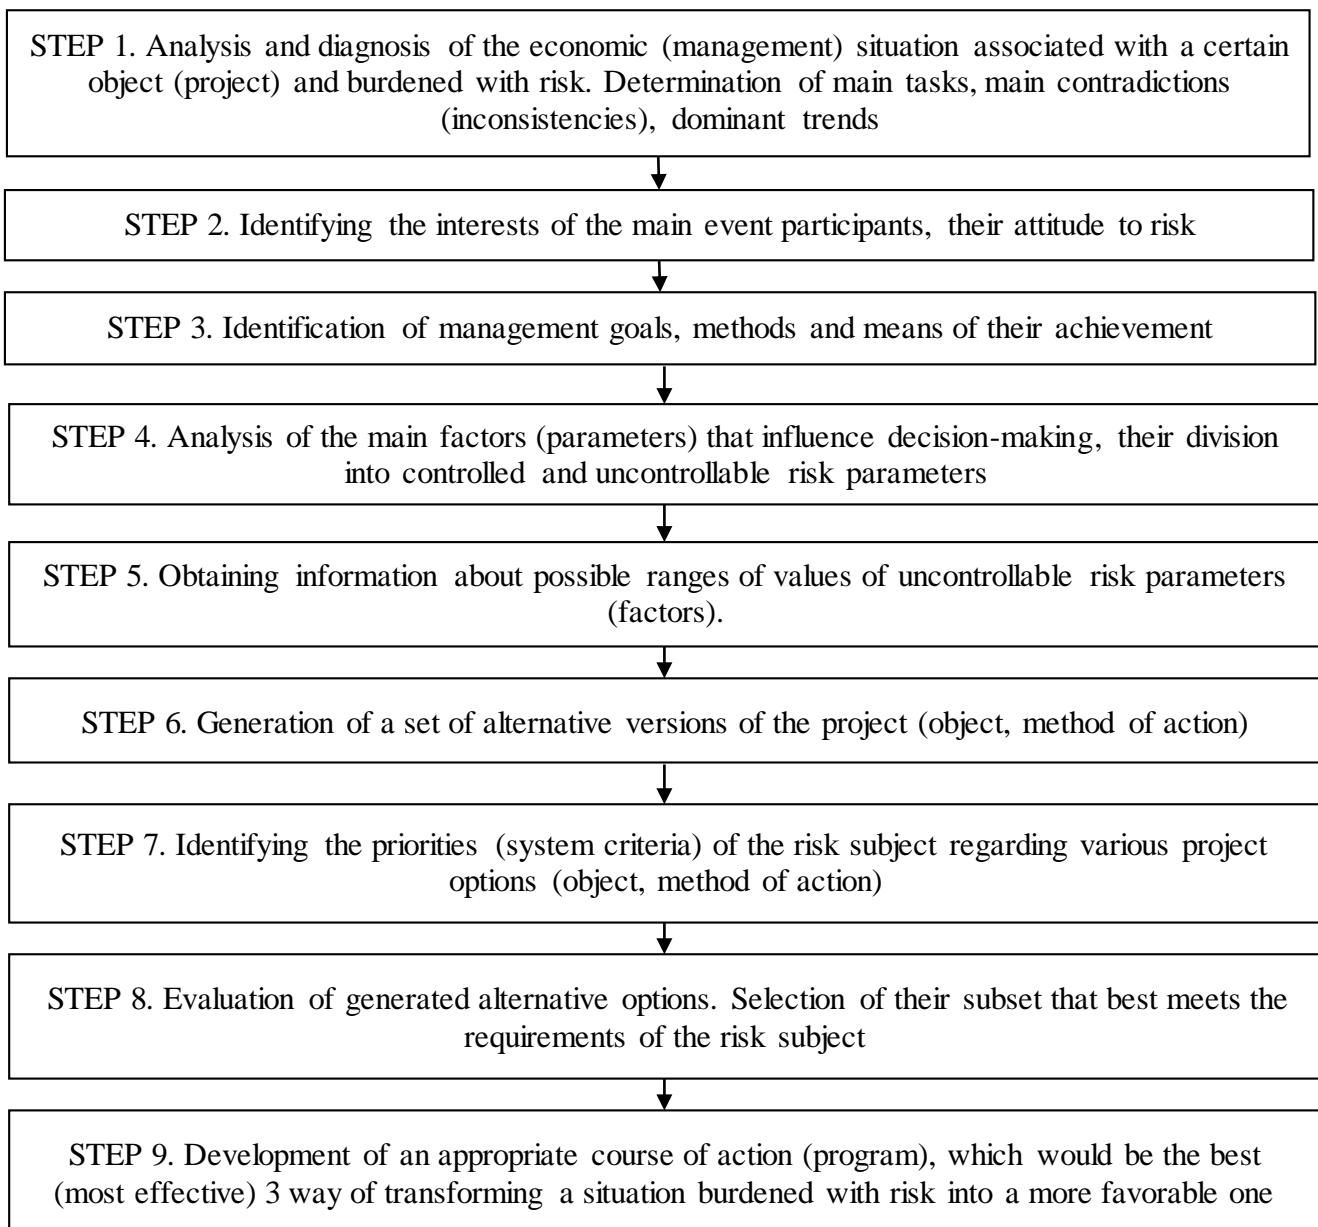 STEP 1. Analysis and diagnosis of the economic (management) situation associated with a certain
object (project) and burdened with risk. Determination of main tasks, main contradictions
(inconsistencies), dominant trends
STEP 2. Identifying the interests of the main event participants, their attitude to risk
STEP 3. Identification of management goals, methods and means of their achievement
STEP 4. Analysis of the main factors (parameters) that influence decision-making, their division
into controlled and uncontrollable risk parameters
STEP 5. Obtaining information about possible ranges of values of uncontrollable risk parameters
(factors).
STEP 6. Generation of a set of alternative versions of the project (object, method of action)
STEP 7. Identifying the priorities (system criteria) of the risk subject regarding various project
options (object, method of action)
STEP 8. Evaluation of generated alternative options. Selection of their subset that best meets the
requirements of the risk subject
STEP 9. Development of an appropriate course of action (program), which would be the best
(most effective) 3 way of transforming a situation burdened with risk into a more favorable one